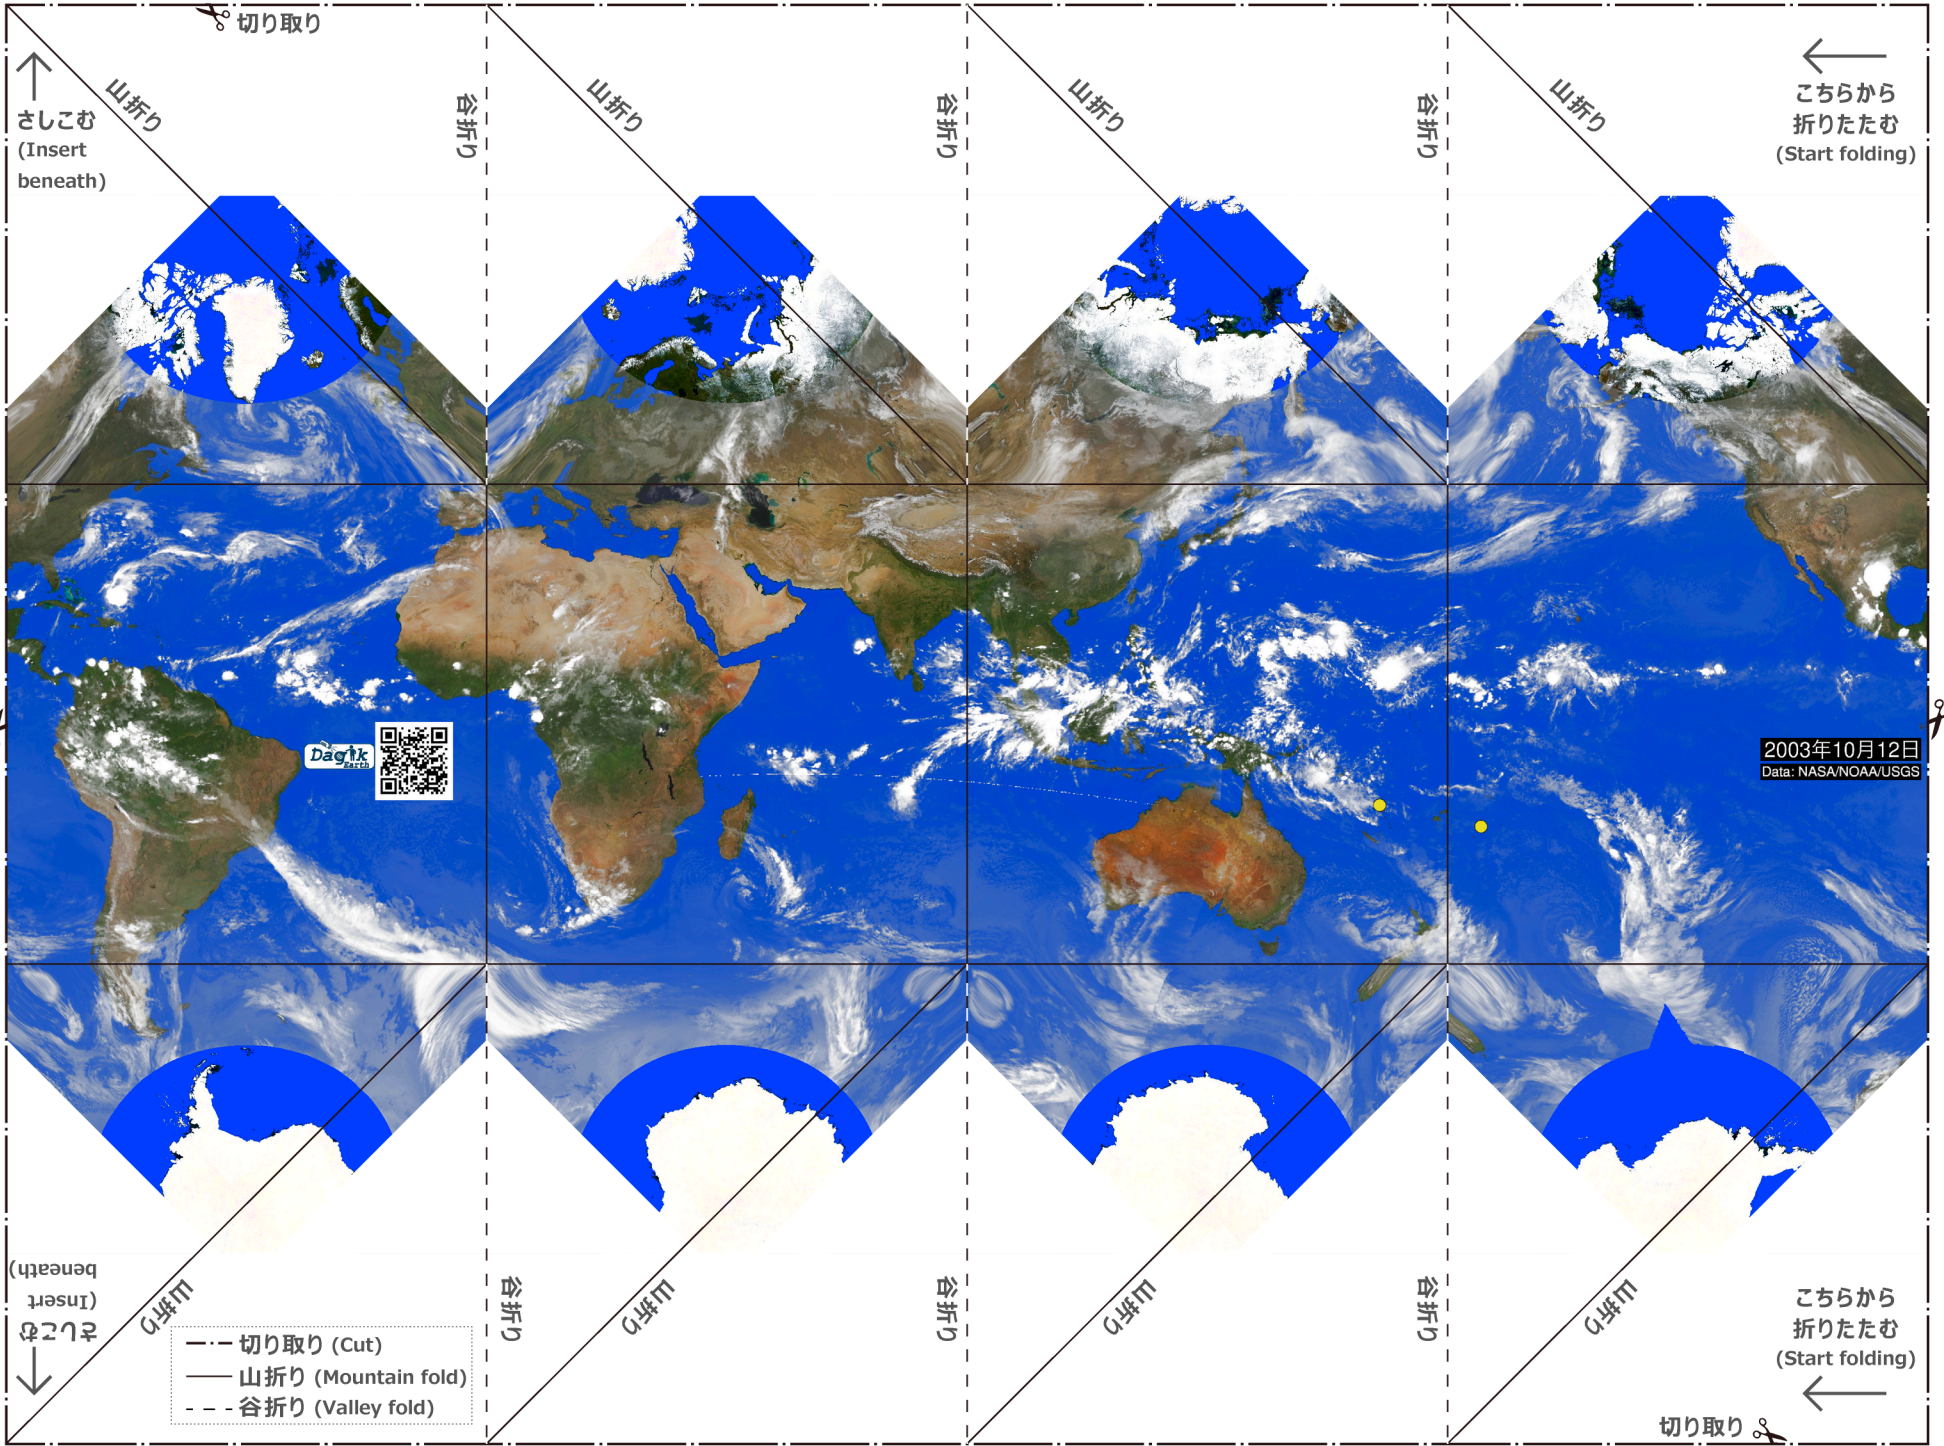 切り取り
山折り
谷折り
山折り
谷折り
山折り
谷折り
山折り
さしこむ
(Insert
beneath)
こちらから
折りたたむ
(Start folding)
Dagik
Earth
2003年10月12日
Data: NASA/NOAA/USGS
さしこむ
(Insert
beneath)
山折り
谷折り
山折り
谷折り
山折り
谷折り
山折り
こちらから
折りたたむ
(Start folding)
切り取り (Cut)
山折り (Mountain fold)
谷折り (Valley fold)
切り取り